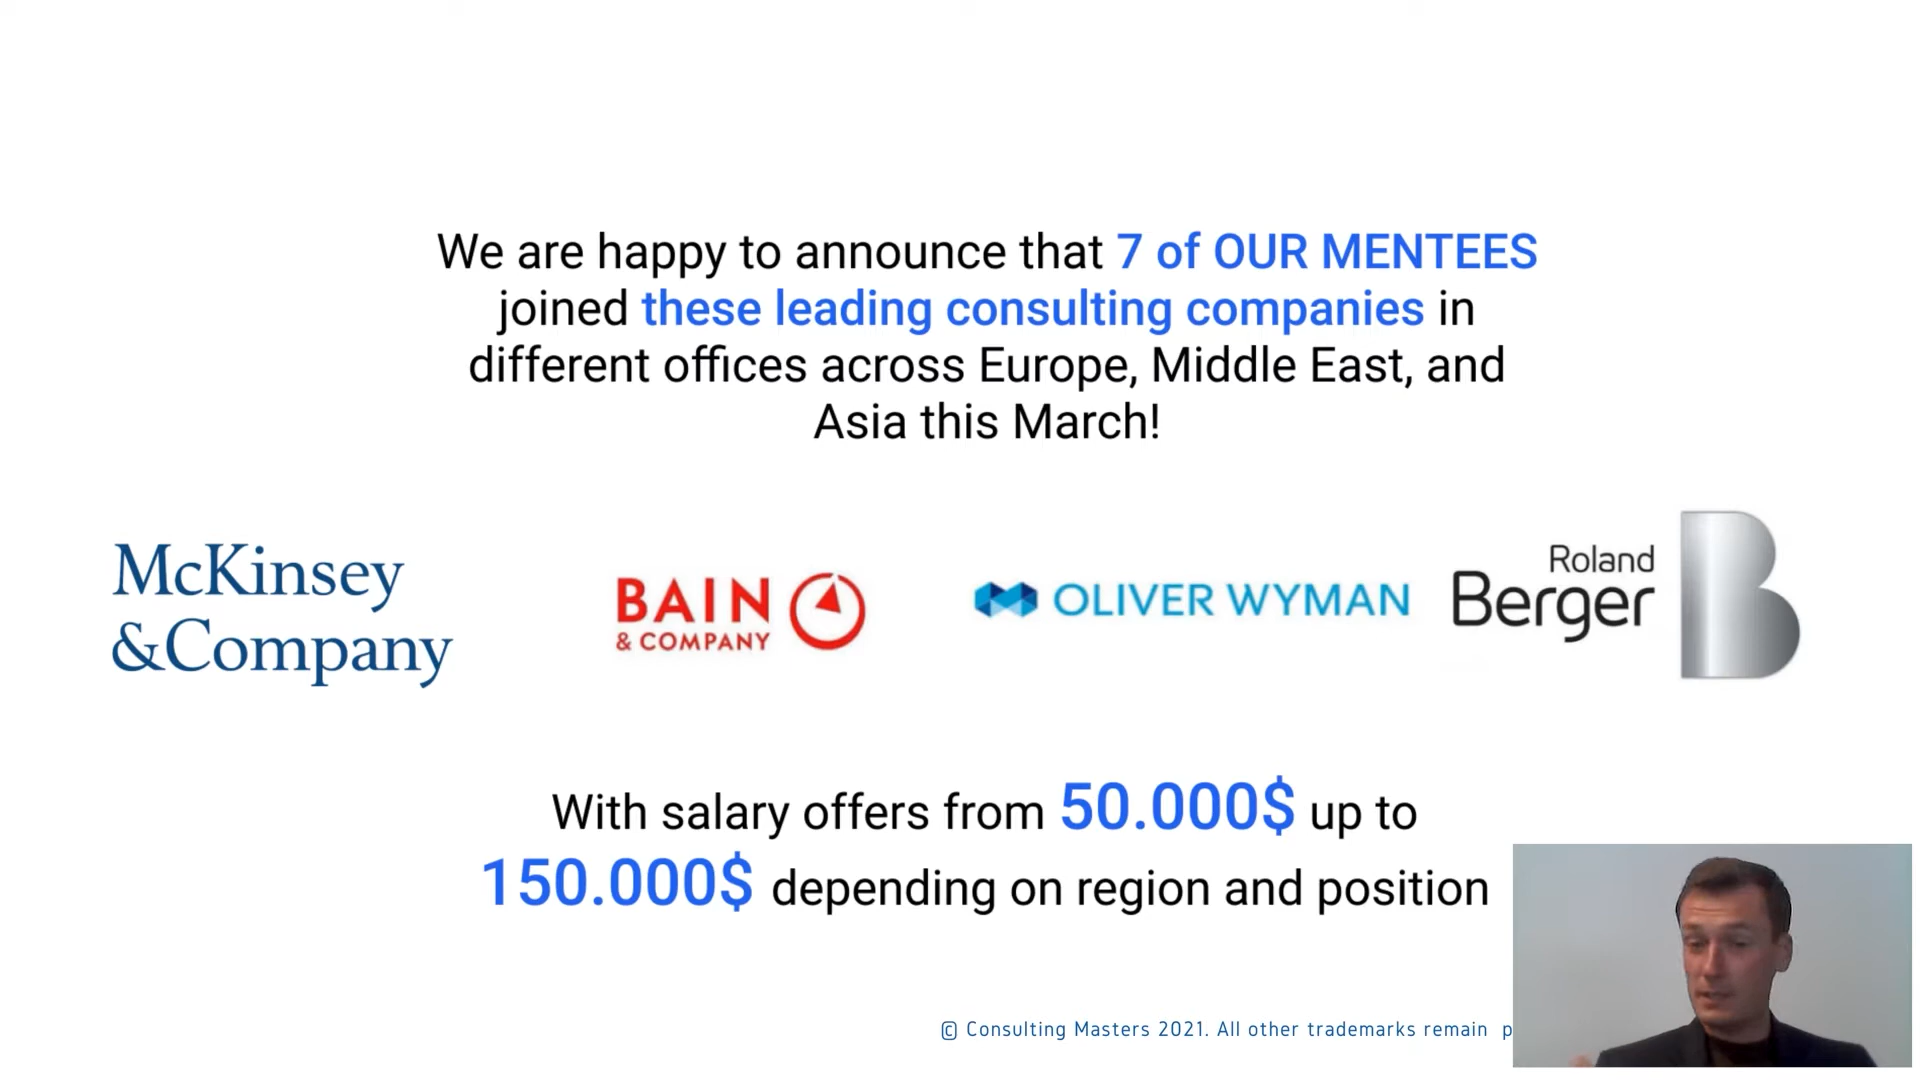 We are happy to announce that 7 of OUR MENTEES
joined these leading consulting companies in
different offices across Europe, Middle East, and
Asia this March!
McKinsey
&Company
BAIN
& COMPANY
OLIVER WYMAN
Roland
Berger
B
With salary offers from 50.000$ up to
150.000$ depending on region and position
© Consulting Masters 2021. All other trademarks remain